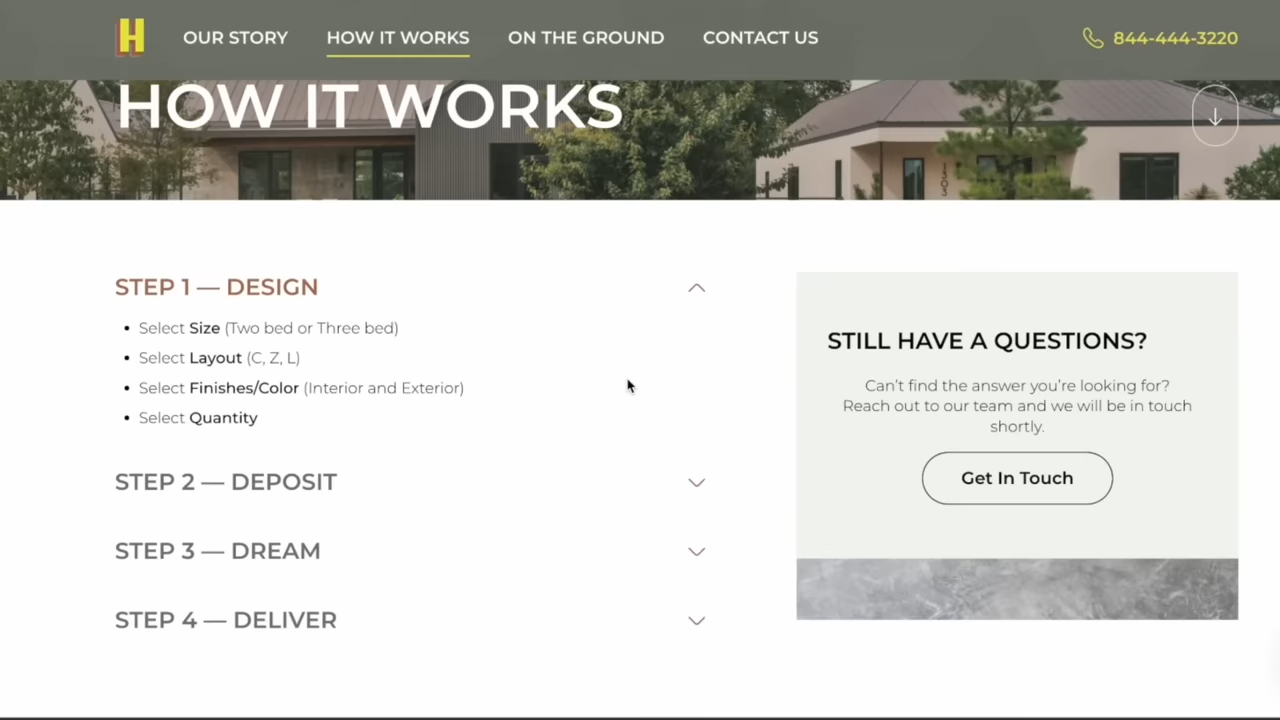 H
OUR STORY
HOW IT WORKS
ON THE GROUND
CONTACT US
844-444-3220
HOW IT WORKS
1303
STEP 1 — DESIGN
Select Size (Two bed or Three bed)
Select Layout (C, Z, L)
Select Finishes/Color (Interior and Exterior)
Select Quantity
STEP 2 — DEPOSIT
STEP 3 — DREAM
STEP 4 — DELIVER
STILL HAVE A QUESTIONS?
Can’t find the answer you’re looking for?
Reach out to our team and we will be in touch
shortly.
Get In Touch